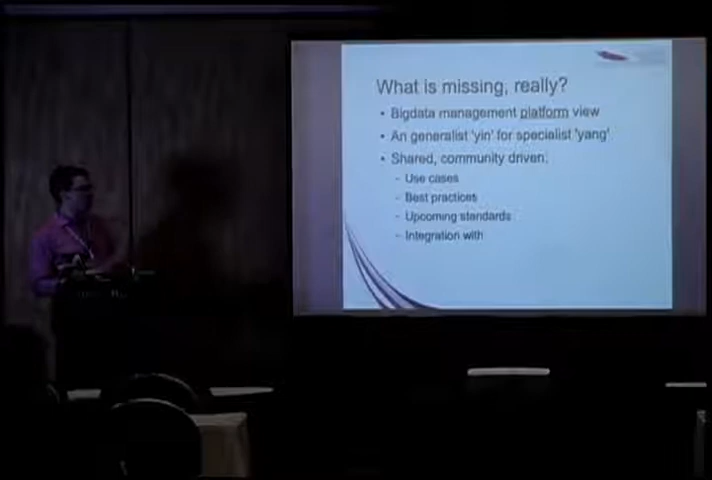 What is missing, really?
• Bigdata management platform view
• An generalist 'yin' for specialist 'yang'
• Shared, community driven:
– Use cases
– Best practices
– Upcoming standards
– Integration with